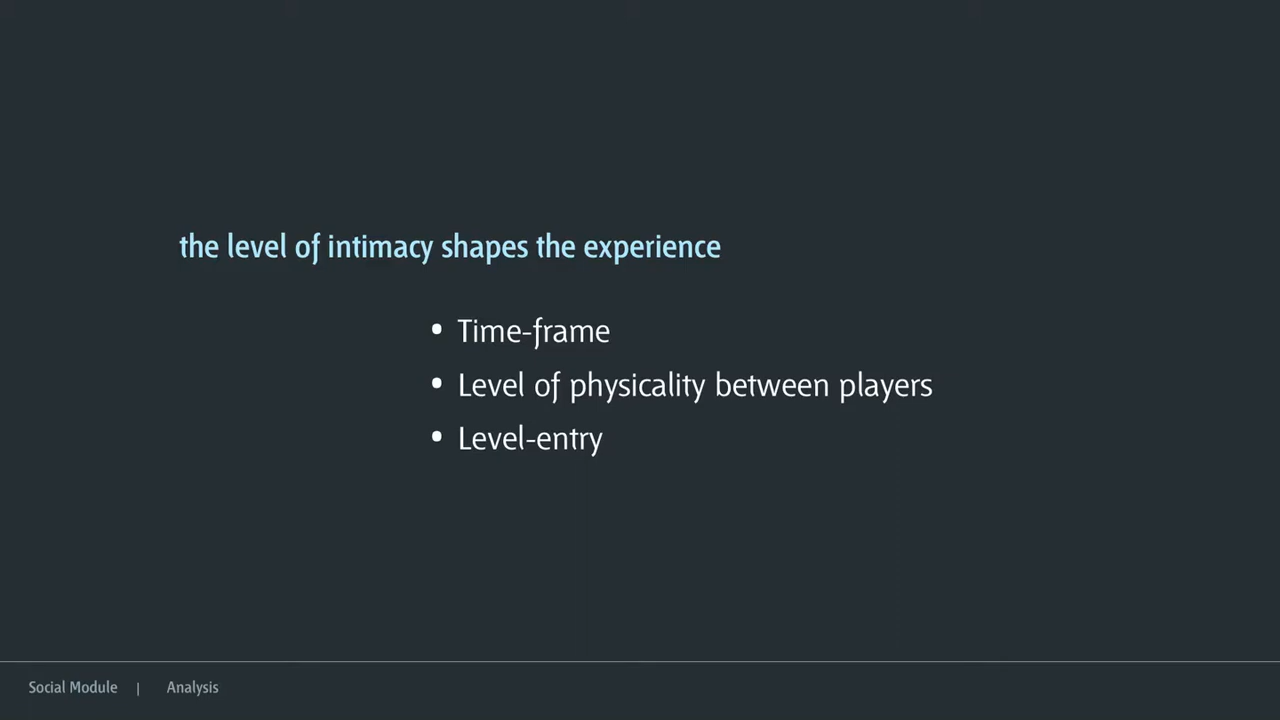 the level of intimacy shapes the experience
• Time-frame
• Level of physicality between players
• Level-entry
Social Module | Analysis